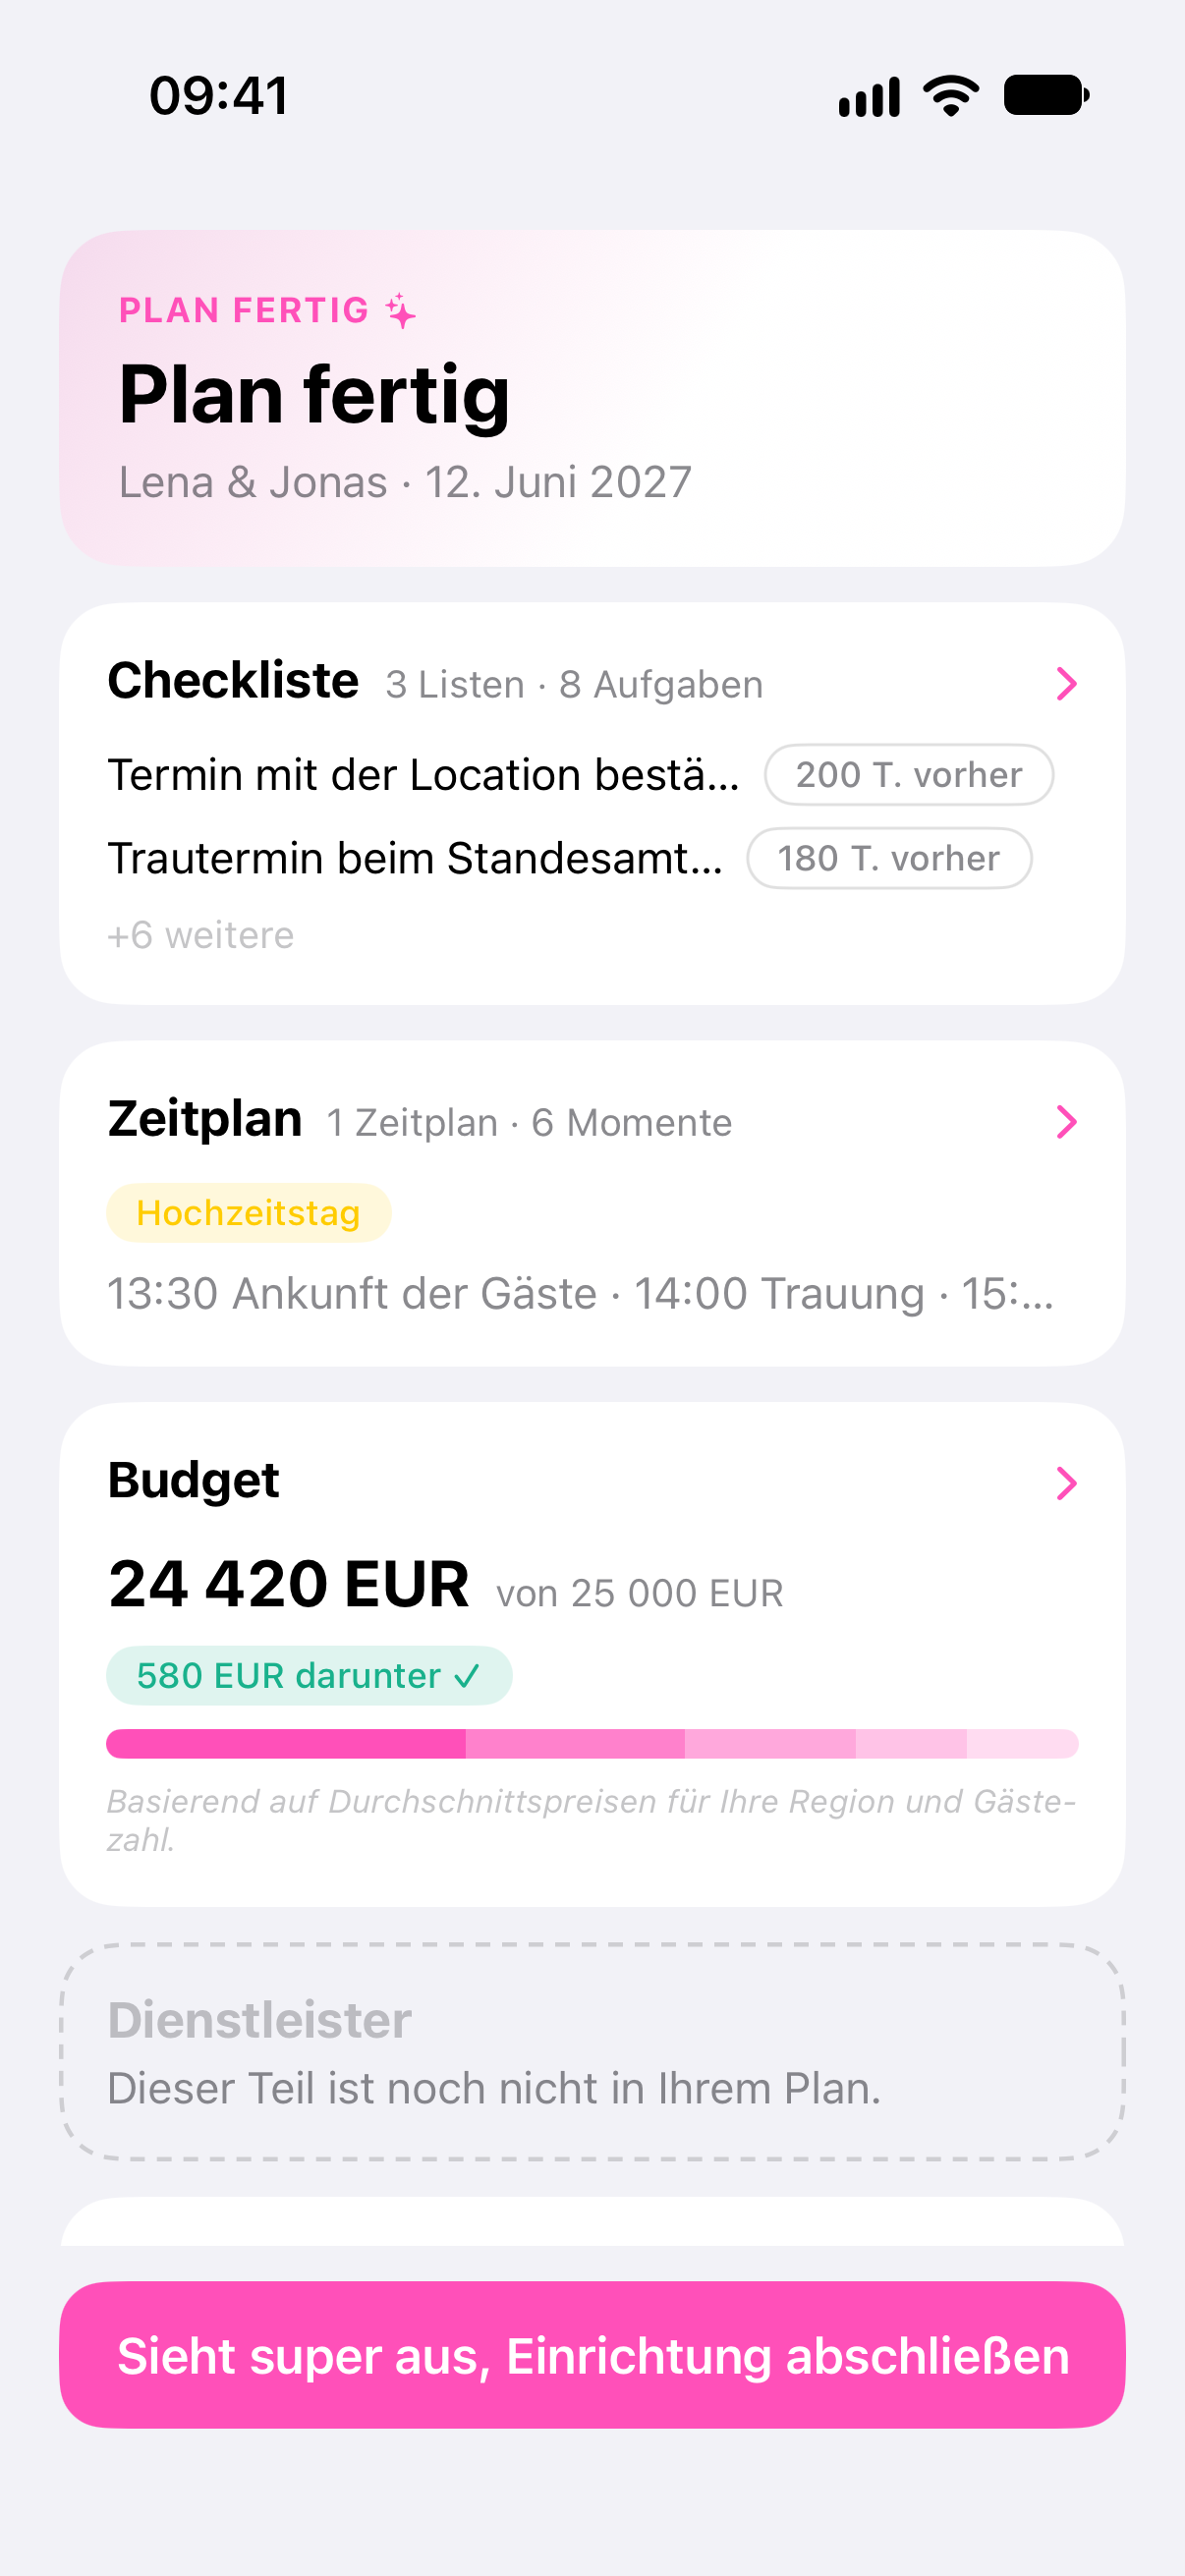 09:41
PLAN FERTIG
Plan fertig
Lena & Jonas · 12. Juni 2027
Checkliste 3 Listen · 8 Aufgaben
Termin mit der Location bestä... 200 T. vorher
Trautermin beim Standesamt... 180 T. vorher
+6 weitere
Zeitplan 1 Zeitplan · 6 Momente
Hochzeitstag
13:30 Ankunft der Gäste · 14:00 Trauung · 15:...
Budget
24 420 EUR von 25 000 EUR
580 EUR darunter ✓
Basierend auf Durchschnittspreisen für Ihre Region und Gäste-
zahl.
Dienstleister
Dieser Teil ist noch nicht in Ihrem Plan.
Sieht super aus, Einrichtung abschließen